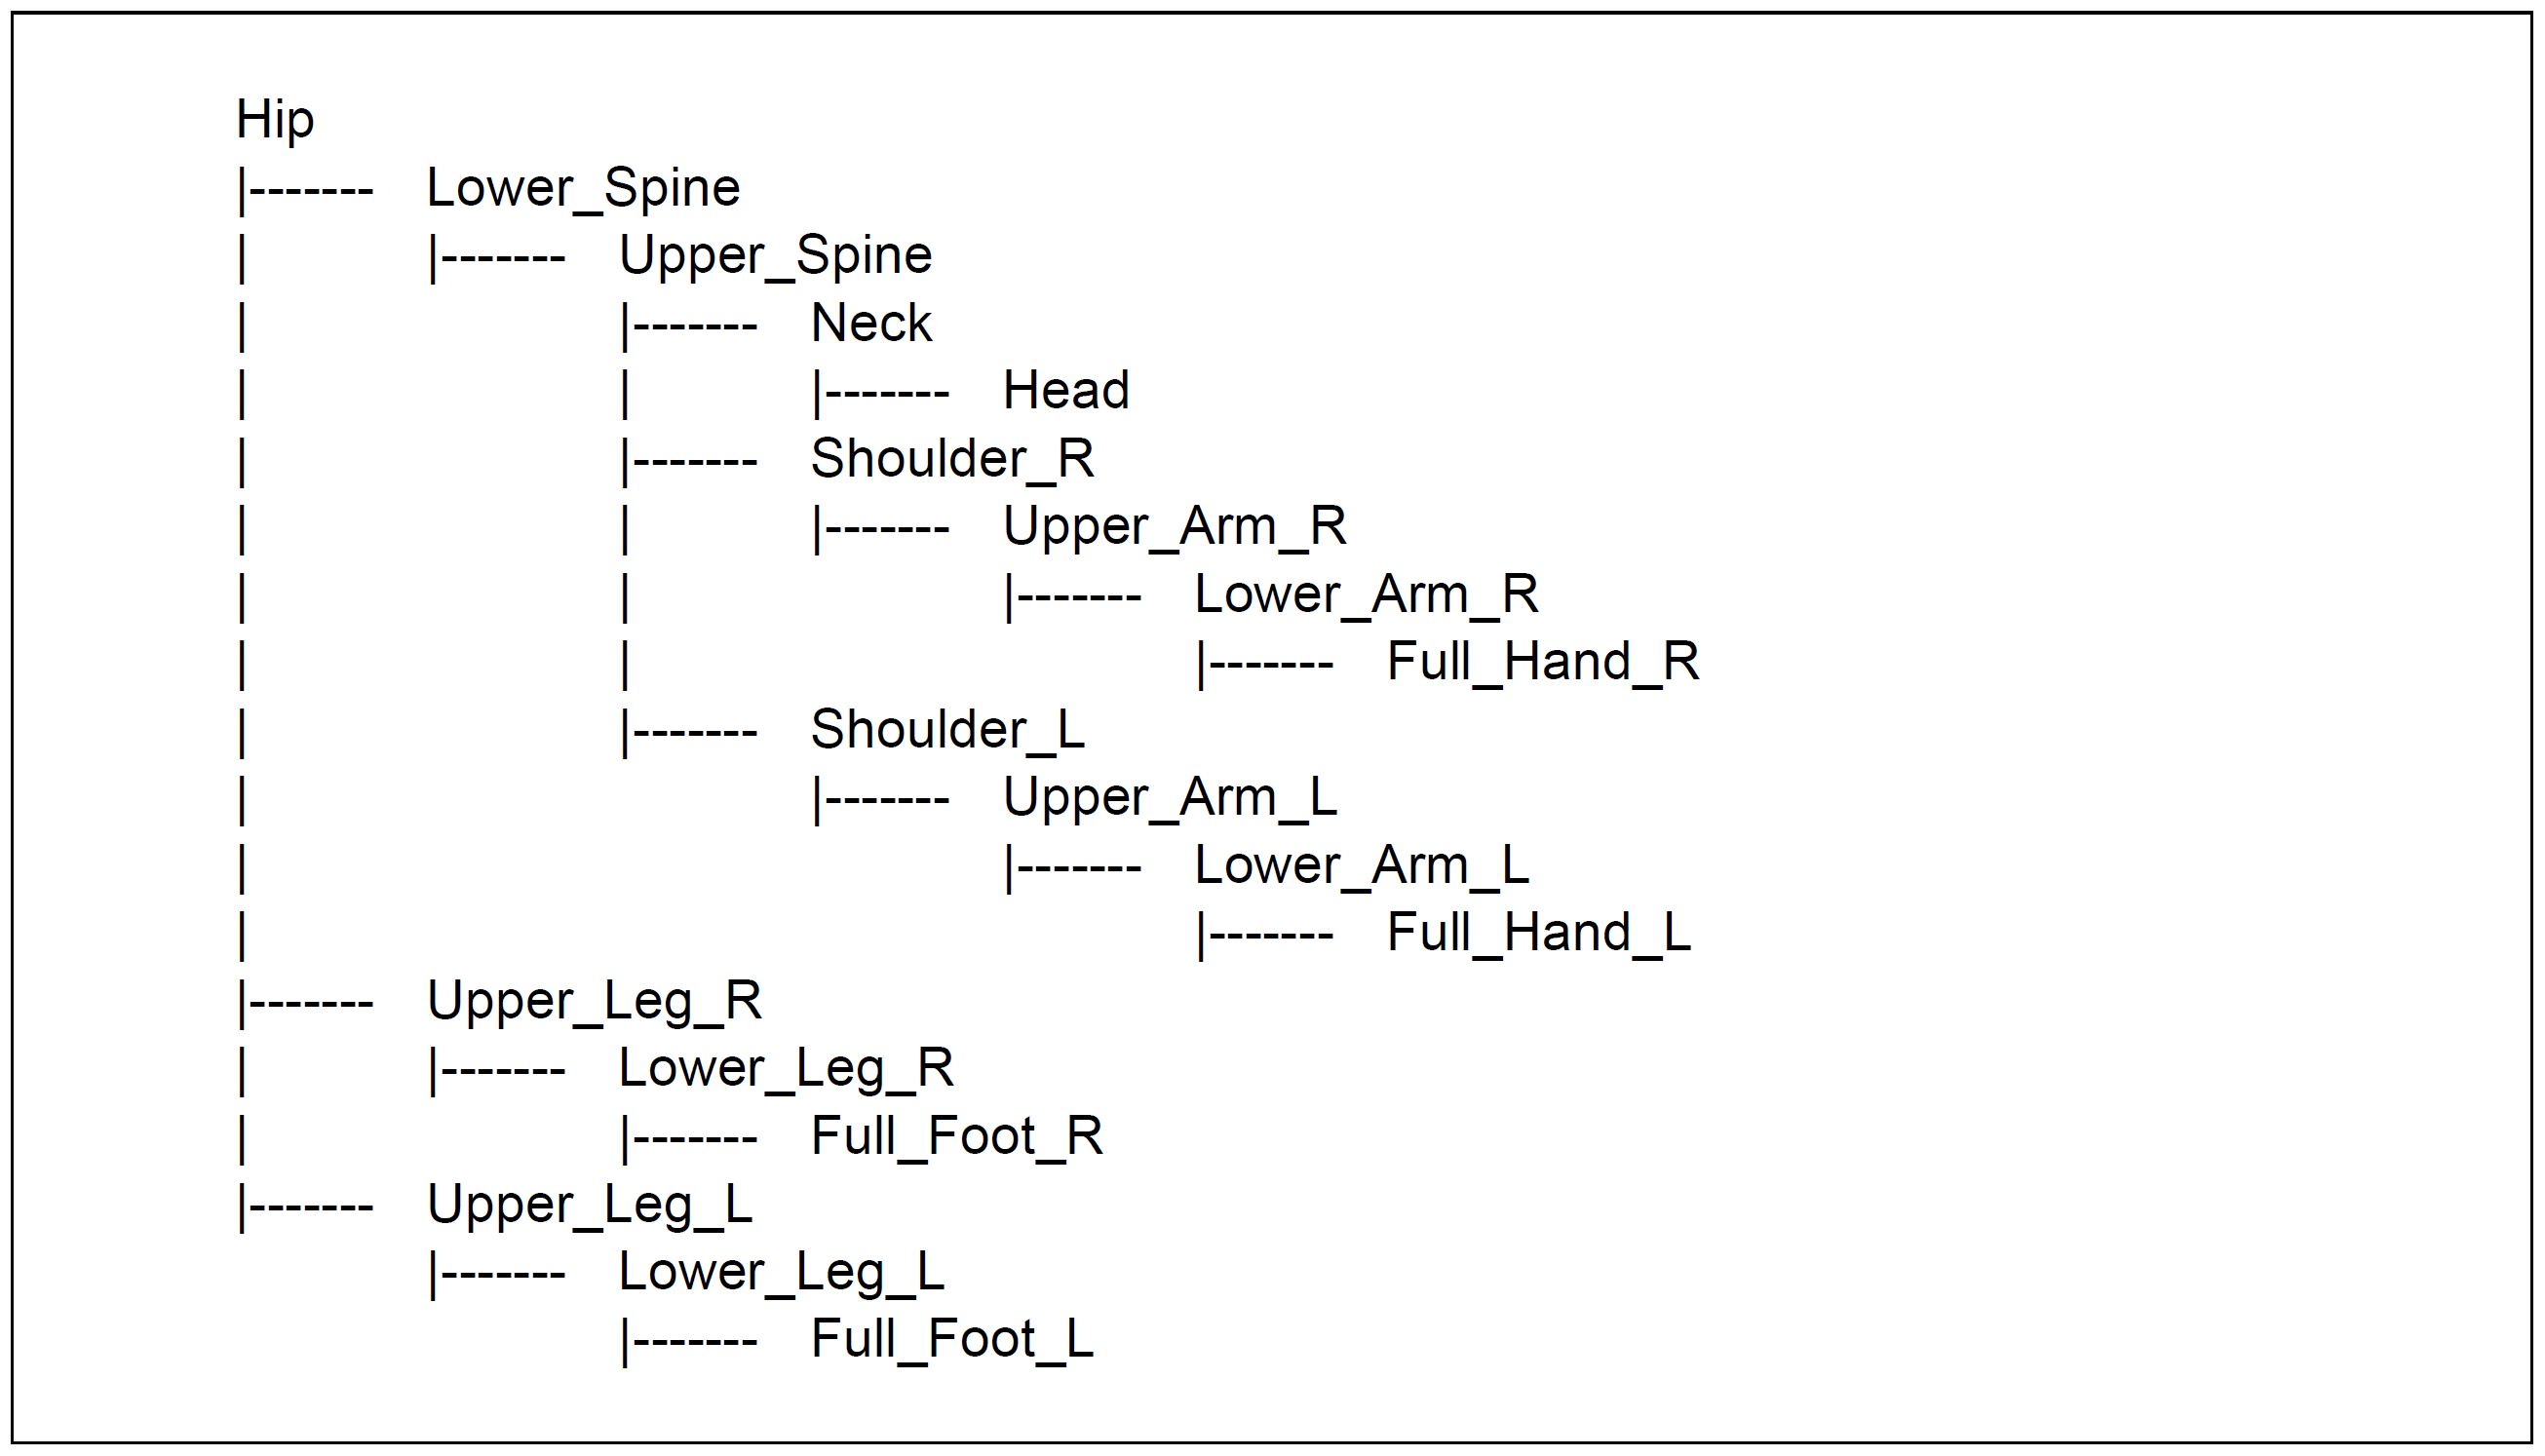 Hip
|------- Lower_Spine
| |------- Upper_Spine
| |------- Neck
| | |------- Head
| |------- Shoulder_R
| | |------- Upper_Arm_R
| | |------- Lower_Arm_R
| | |------- Full_Hand_R
| |------- Shoulder_L
| |------- Upper_Arm_L
| |------- Lower_Arm_L
| |------- Full_Hand_L
|------- Upper_Leg_R
| |------- Lower_Leg_R
| |------- Full_Foot_R
|------- Upper_Leg_L
|------- Lower_Leg_L
|------- Full_Foot_L